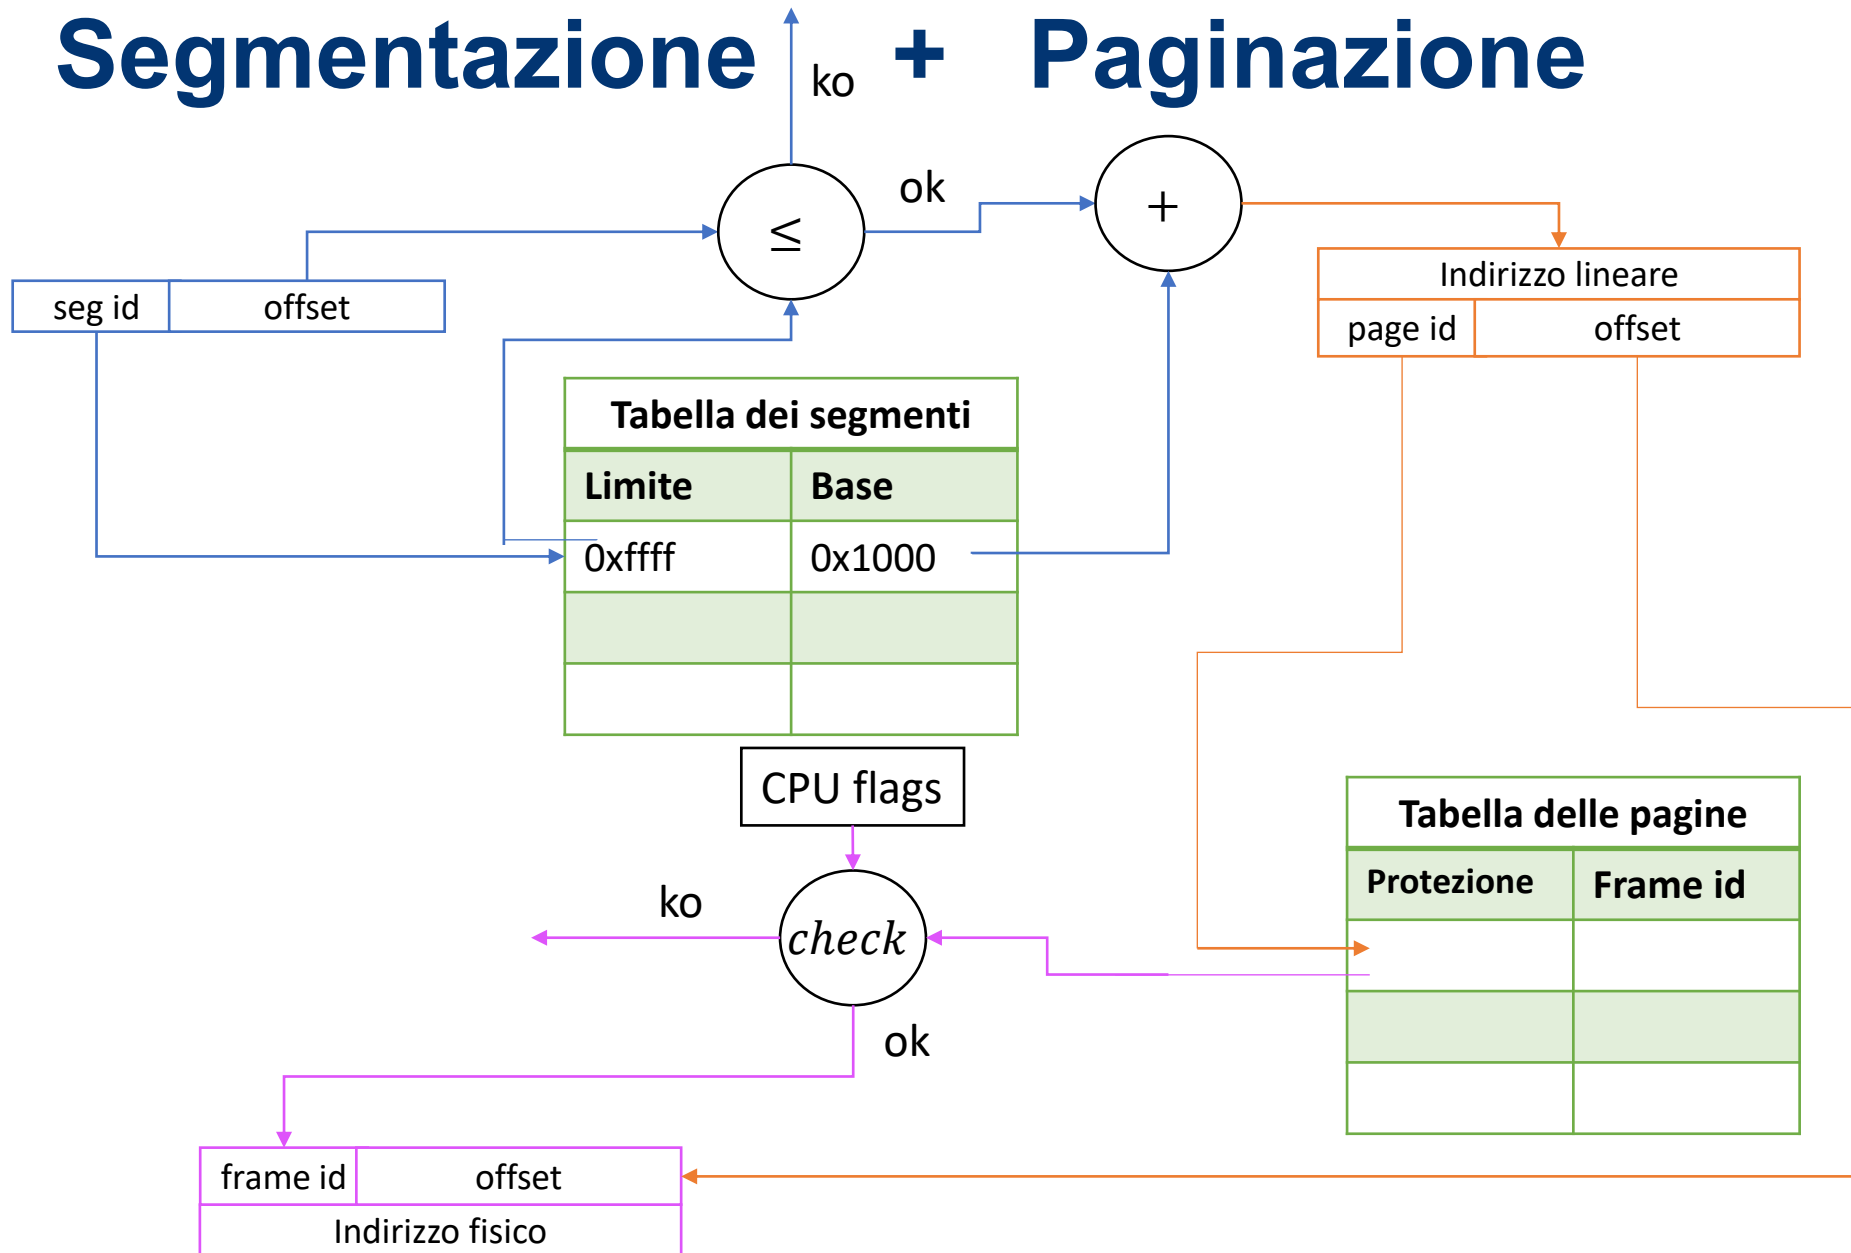 Segmentazione + Paginazione
ko
ok
≤
+
seg id offset
Indirizzo lineare
page id offset
Tabella dei segmenti
Limite Base
0xffff 0x1000
CPU flags
Tabella delle pagine
Protezione Frame id
ko
check
ok
frame id offset
Indirizzo fisico